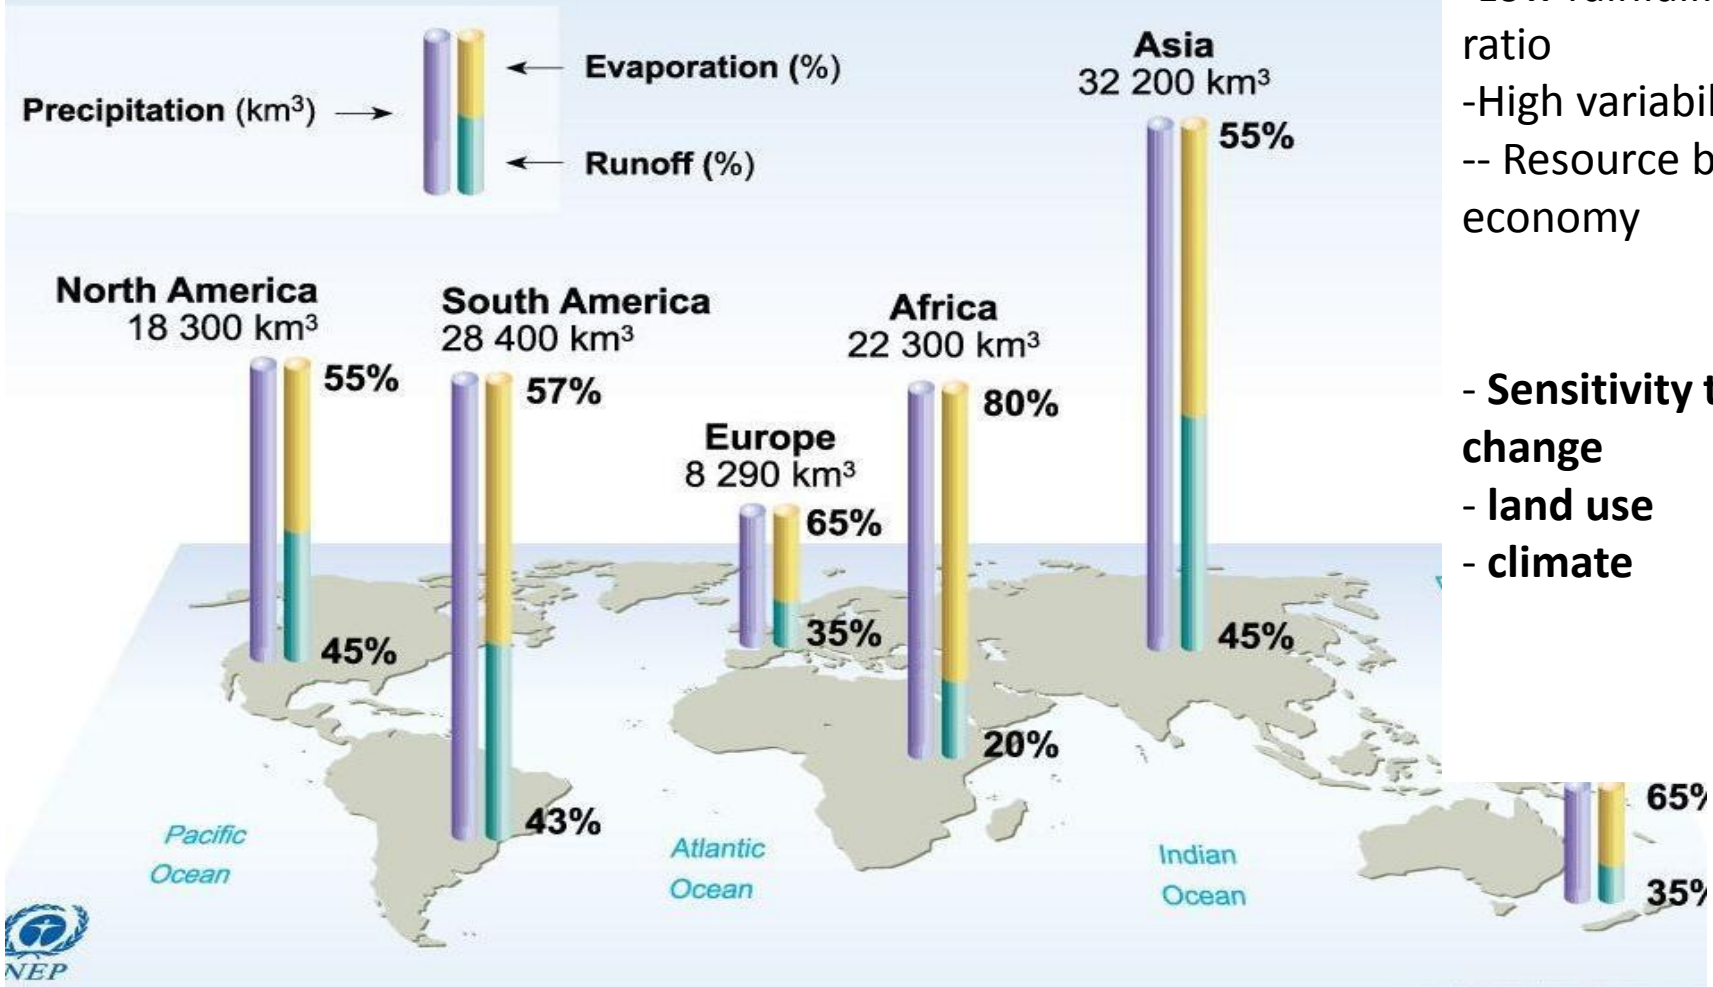 Evaporation (%)
Precipitation (km³)
Runoff (%)
Asia
32 200 km³
55%
45%
North America
18 300 km³
55%
45%
South America
28 400 km³
57%
43%
Europe
8 290 km³
65%
35%
Africa
22 300 km³
80%
20%
65%
35%
Pacific
Ocean
Atlantic
Ocean
Indian
Ocean
NEP
ratio
-High
-- Resource
economy
- Sensitivity
change
- land use
- climate